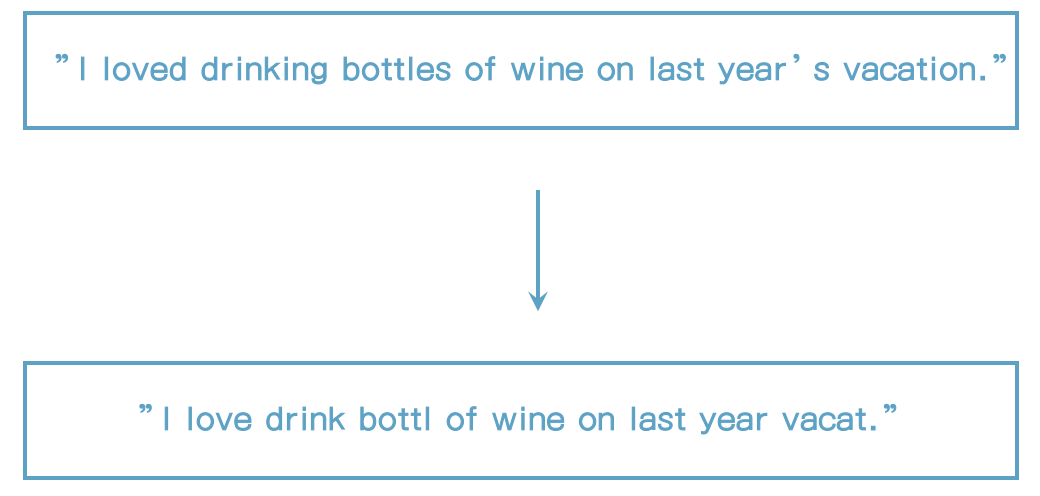 ”I loved drinking bottles of wine on last year’s vacation.”
”I love drink bottl of wine on last year vacat.”